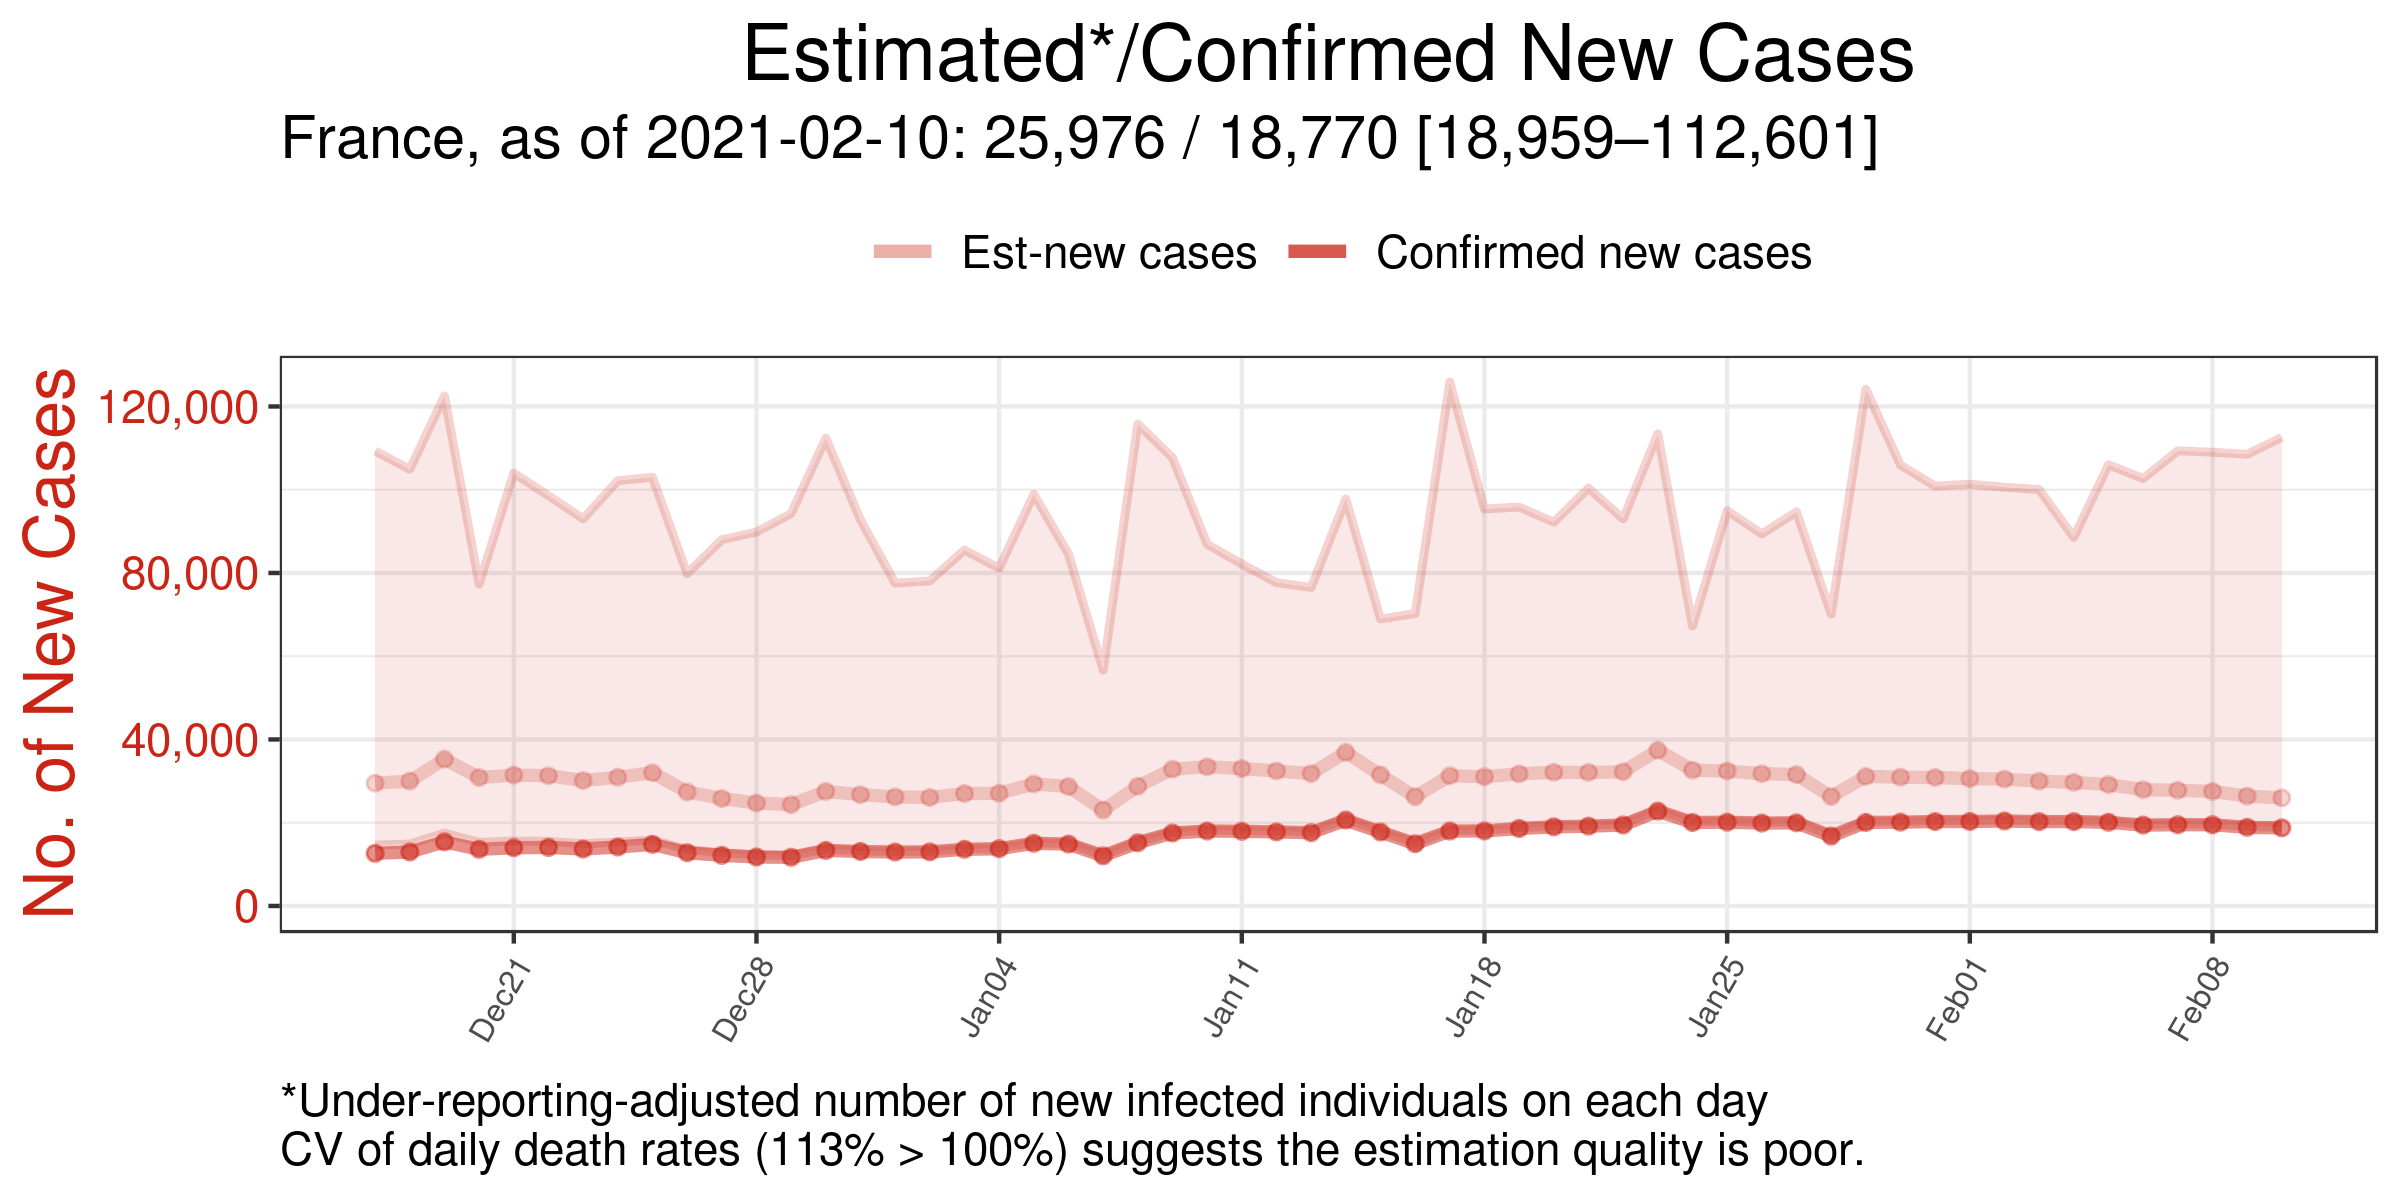 Estimated*/Confirmed New Cases
France, as of 2021-02-10: 25,976 / 18,770 [18,959–112,601]
Est-new cases Confirmed new cases
No. of New Cases
120,000
80,000
40,000
0
Dec21 Dec28 Jan04 Jan11 Jan18 Jan25 Feb01 Feb08
*Under-reporting-adjusted number of new infected individuals on each day
CV of daily death rates (113% > 100%) suggests the estimation quality is poor.